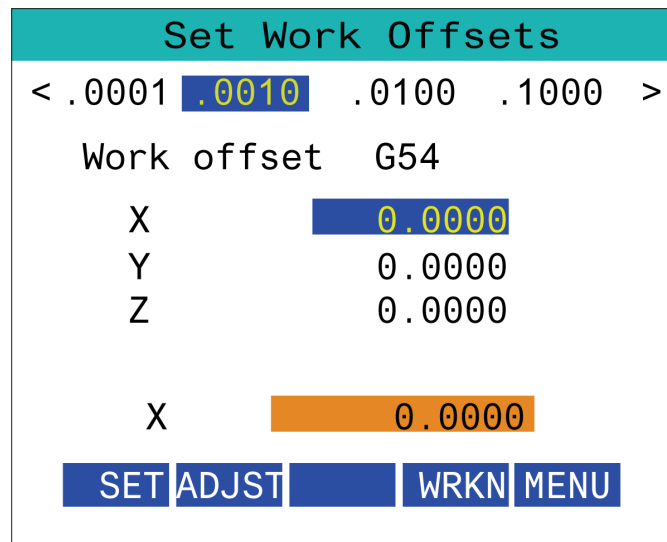 Set Work Offsets
< .0001 .0010 .0100 .1000 >
Work offset G54
X 0.0000
Y 0.0000
Z 0.0000
X 0.0000
SET ADJST WRKN MENU